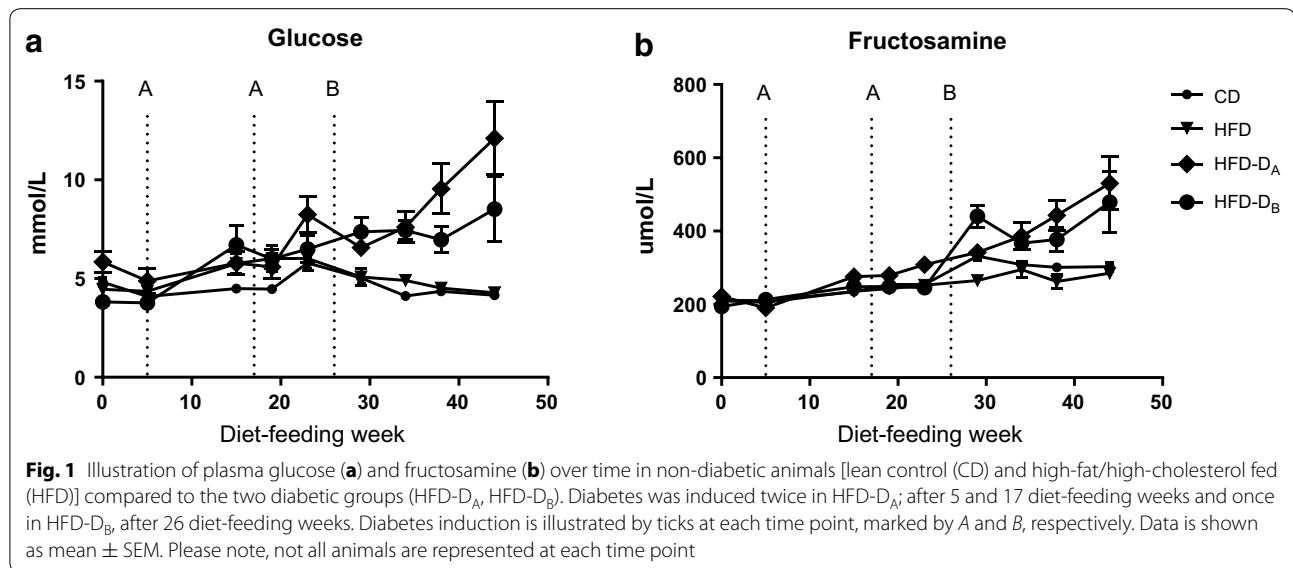 a
Glucose
15
10
5
0
mmol/L
A
A
B
0
10
20
30
40
50
Diet-feeding week
b
Fructosamine
800
600
400
200
0
umol/L
A
A
B
0
10
20
30
40
50
Diet-feeding week
CD
HFD
HFD-D_A
HFD-D_B
Fig. 1 Illustration of plasma glucose (a) and fructosamine (b) over time in non-diabetic animals [lean control (CD) and high-fat/high-cholesterol fed
(HFD)] compared to the two diabetic groups (HFD-D_A, HFD-D_B). Diabetes was induced twice in HFD-D_A; after 5 and 17 diet-feeding weeks and once
in HFD-D_B, after 26 diet-feeding weeks. Diabetes induction is illustrated by ticks at each time point, marked by A and B, respectively. Data is shown
as mean ± SEM. Please note, not all animals are represented at each time point